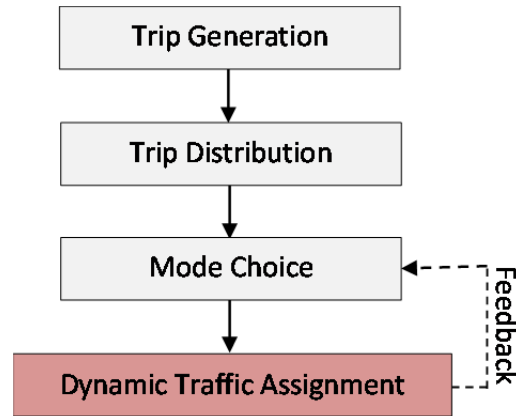 Trip Generation
Trip Distribution
Mode Choice
Feedback
Dynamic Traffic Assignment